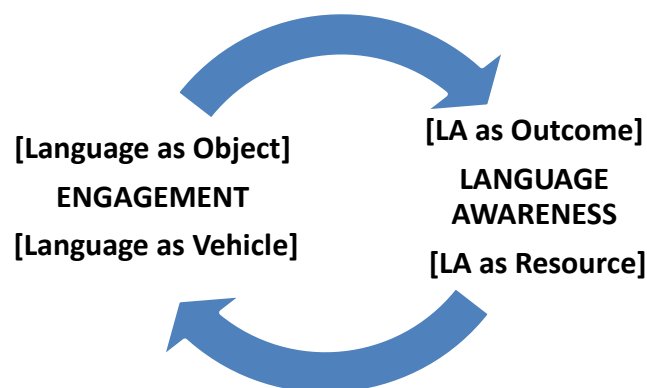 [Language as Object]
ENGAGEMENT
[Language as Vehicle]
[LA as Outcome]
LANGUAGE
AWARENESS
[LA as Resource]